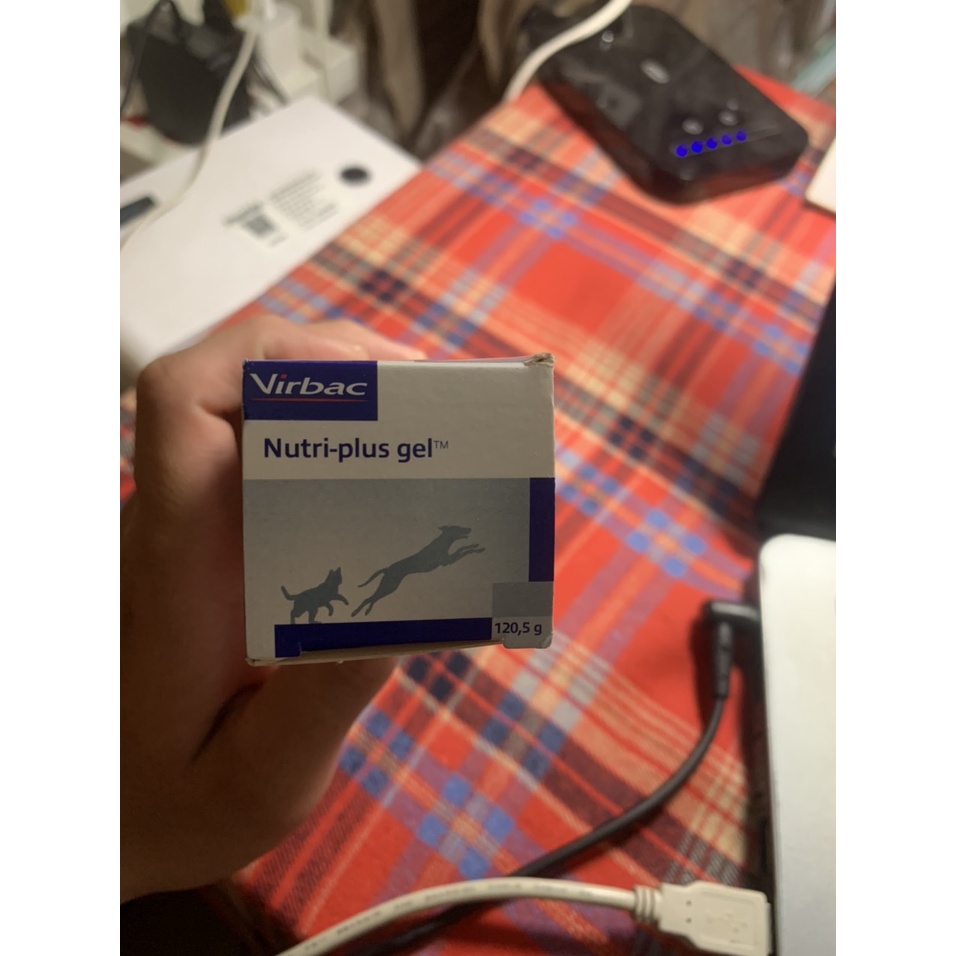 Virbac
Nutri-plus gel™
120,5 g